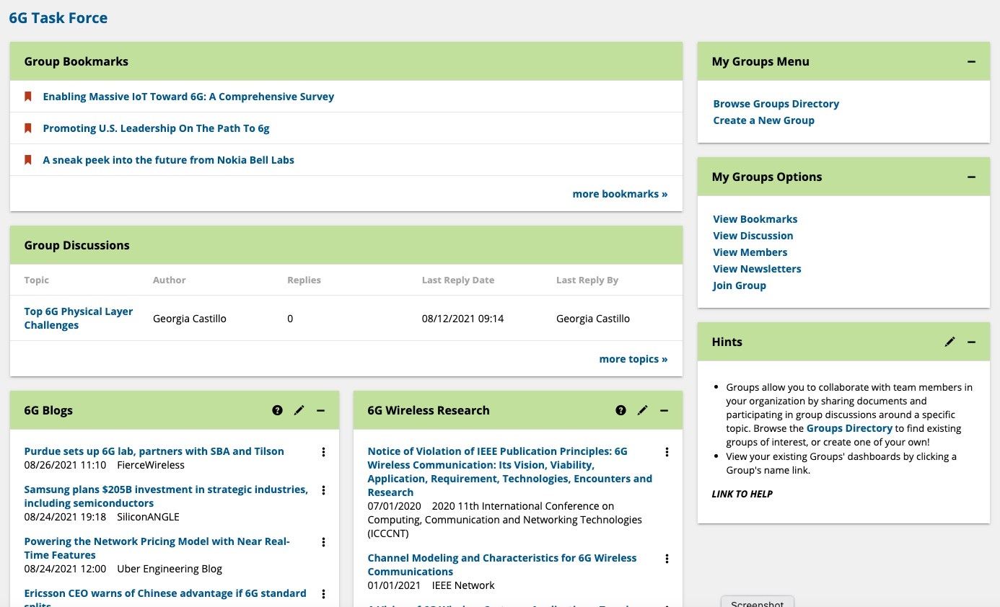 6G Task Force
Group Bookmarks
Enabling Massive IoT Toward 6G: A Comprehensive Survey
Promoting U.S. Leadership On The Path To 6g
A sneak peek into the future from Nokia Bell Labs
more bookmarks »
Group Discussions
Topic Author Replies Last Reply Date Last Reply By
Top 6G Physical Layer
Challenges
Georgia Castillo 0 08/12/2021 09:14 Georgia Castillo
more topics »
6G Blogs
Purdue sets up 6G lab, partners with SBA and Tilson
08/26/2021 11:10 FierceWireless
Samsung plans $205B investment in strategic industries,
including semiconductors
08/24/2021 19:18 SiliconANGLE
Powering the Network Pricing Model with Near Real-
Time Features
08/24/2021 12:00 Uber Engineering Blog
Ericsson CEO warns of Chinese advantage if 6G standard
splits
6G Wireless Research
Notice of Violation of IEEE Publication Principles: 6G
Wireless Communication: Its Vision, Viability,
Application, Requirement, Technologies, Encounters and
Research
07/01/2020 2020 11th International Conference on
Computing, Communication and Networking Technologies
(ICCCNT)
Channel Modeling and Characteristics for 6G Wireless
Communications
01/01/2021 IEEE Network
My Groups Menu
Browse Groups Directory
Create a New Group
My Groups Options
View Bookmarks
View Discussion
View Members
View Newsletters
Join Group
Hints
Groups allow you to collaborate with team members in
your organization by sharing documents and
participating in group discussions around a specific
topic. Browse the Groups Directory to find existing
groups of interest, or create one of your own!
View your existing Groups' dashboards by clicking a
Group's name link.
LINK TO HELP
Screenshot